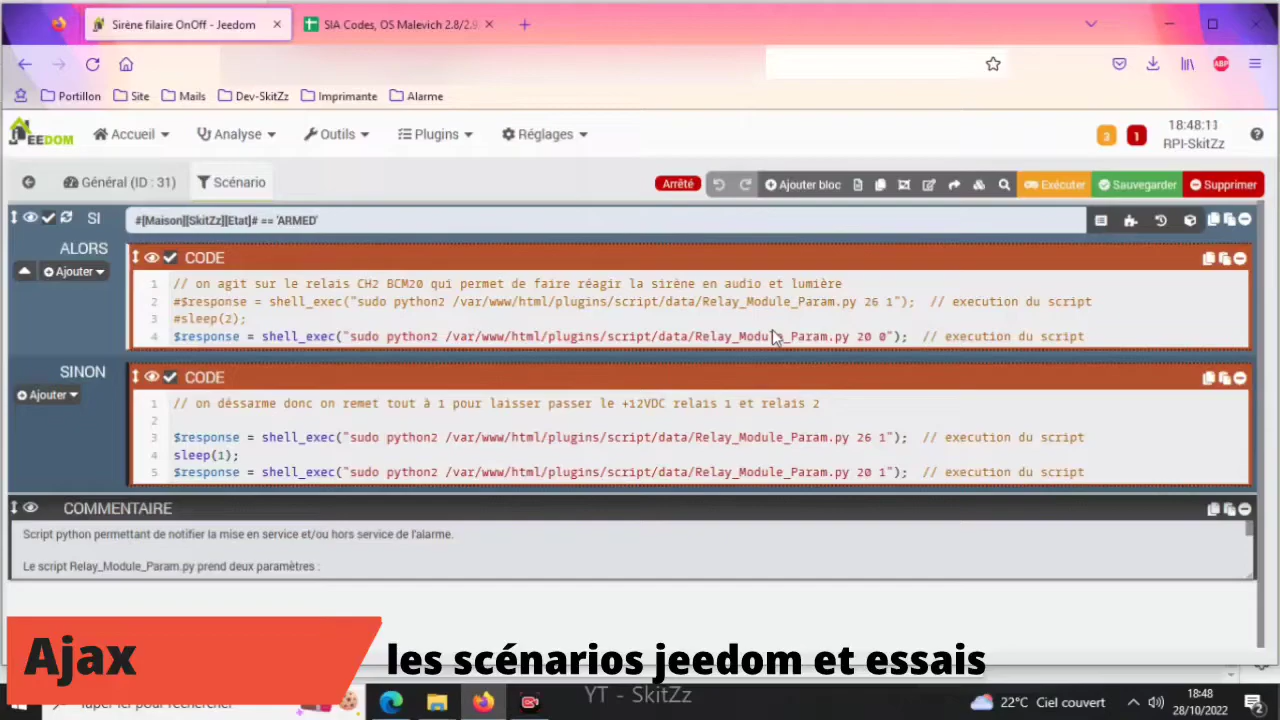 Sirène filaire OnOff - Jeedom
SIA Codes, OS Malevich 2.8/2.9
Portillon
Site
Mails
Dev-SkitZz
Imprimante
Alarme
JEEDOM
Accueil
Analyse
Outils
Plugins
Réglages
2
1
18:48:11
RPI-SkitZz
Général (ID : 31)
Scénario
Arrêté
Ajouter bloc
Exécuter
Sauvegarder
Supprimer
SI
#[Maison][SkitZz][Etat]# == 'ARMED'
ALORS
Ajouter
CODE
1 // on agit sur le relais CH2 BCM20 qui permet de faire réagir la sirène en audio et lumière
2 #$response = shell_exec("sudo python2 /var/www/html/plugins/script/data/Relay_Module_Param.py 26 1"); // execution du script
3 #sleep(2);
4 $response = shell_exec("sudo python2 /var/www/html/plugins/script/data/Relay_Module_Param.py 20 0"); // execution du script
SINON
Ajouter
CODE
1 // on déssarme donc on remet tout à 1 pour laisser passer le +12VDC relais 1 et relais 2
2
3 $response = shell_exec("sudo python2 /var/www/html/plugins/script/data/Relay_Module_Param.py 26 1"); // execution du script
4 sleep(1);
5 $response = shell_exec("sudo python2 /var/www/html/plugins/script/data/Relay_Module_Param.py 20 1"); // execution du script
COMMENTAIRE
Script python permettant de notifier la mise en service et/ou hors service de l'alarme.
Le script Relay_Module_Param.py prend deux paramètres :
Ajax
les scénarios jeedom et essais
YT - SkitZz
22°C Ciel couvert
18:48
28/10/2022
2
ABP